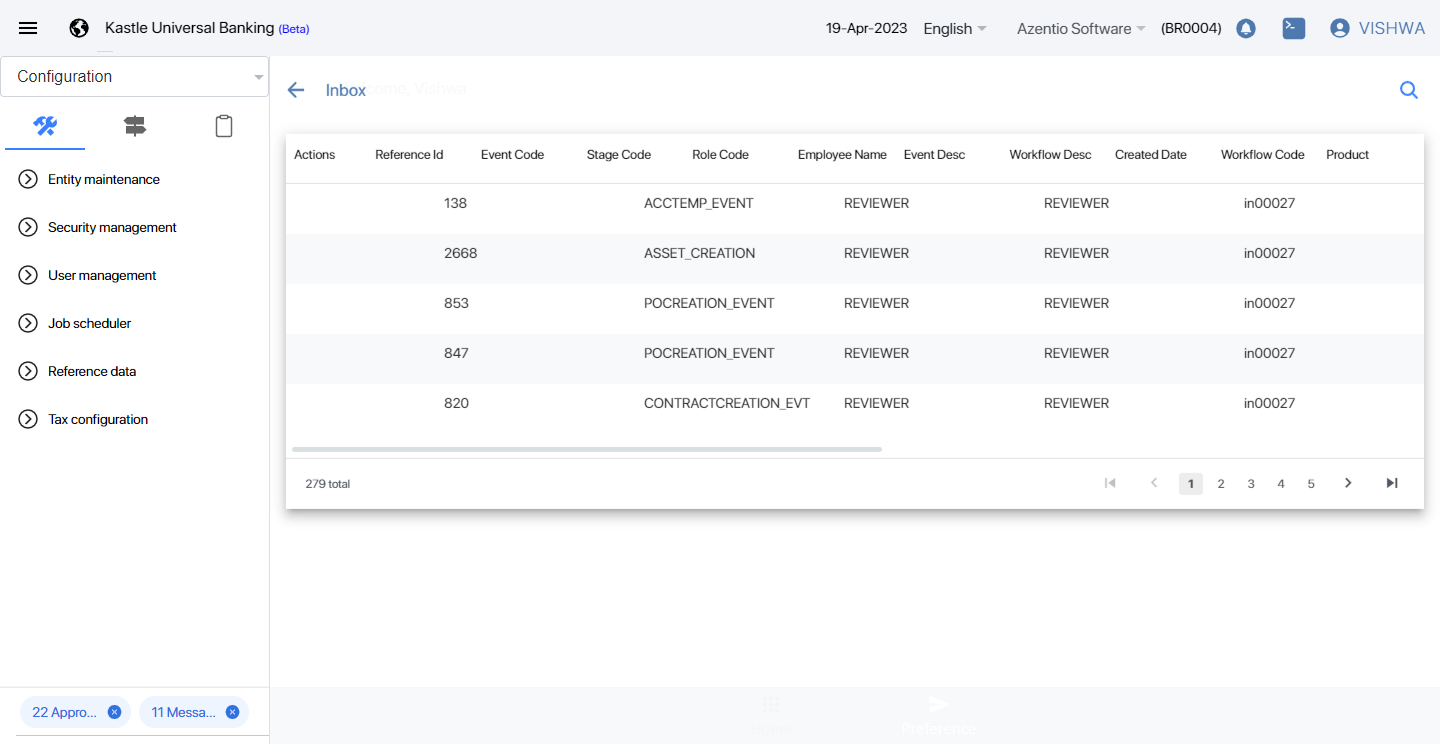 Kastle Universal Banking (Beta)
19-Apr-2023 English Azentio Software (BR0004) VISHWA
Configuration
Inbox
Actions Reference Id Event Code Stage Code Role Code Employee Name Event Desc Workflow Desc Created Date Workflow Code Product
138 ACCTEMP_EVENT REVIEWER REVIEWER in00027
2668 ASSET_CREATION REVIEWER REVIEWER in00027
853 POCREATION_EVENT REVIEWER REVIEWER in00027
847 POCREATION_EVENT REVIEWER REVIEWER in00027
820 CONTRACTCREATION_EVT REVIEWER REVIEWER in00027
279 total
1 2 3 4 5
Entity maintenance
Security management
User management
Job scheduler
Reference data
Tax configuration
22 Appro... 11 Messa...
Preference